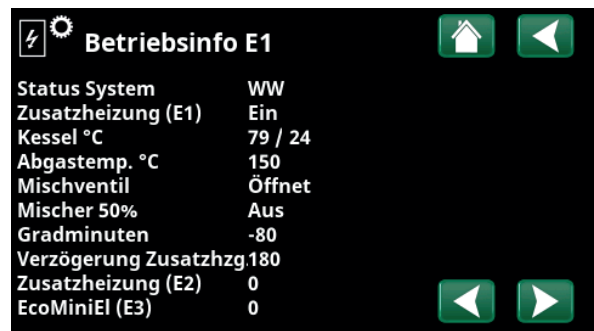 Betriebsinfo E1
Status System WW
Zusatzheizung (E1) Ein
Kessel °C 79 / 24
Abgastemp. °C 150
Mischventil Öffnet
Mischer 50% Aus
Gradminuten -80
Verzögerung Zusatzhzg.180
Zusatzheizung (E2) 0
EcoMiniEl (E3) 0